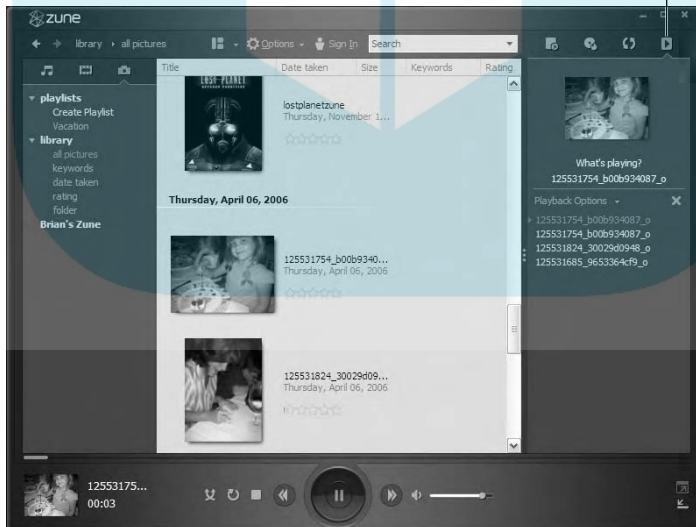 zune
library › all pictures
Options
Sign In
Search
Title
Date taken
Size
Keywords
Rating
playlists
Create Playlist
Vacation
library
all pictures
keywords
date taken
rating
folder
Brian's Zune
LOST PLANET
lostplanetzune
Thursday, November 1...
Thursday, April 06, 2006
125531754_b00b9340...
Thursday, April 06, 2006
125531824_30029d09...
Thursday, April 06, 2006
What's playing?
125531754_b00b934087_o
Playback Options
125531754_b00b934087_o
125531754_b00b934087_o
125531824_30029d0948_o
125531685_9653364cf9_o
12553175...
00:03